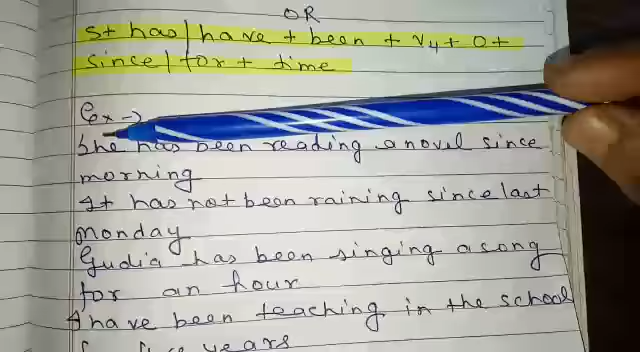 OR
S+ has/have + been + V4 + O +
since/for + time
Ex →
She has been reading a novel since
morning
It has not been raining since last
monday
Gudia has been singing a song
for an hour
I have been teaching in the school
years